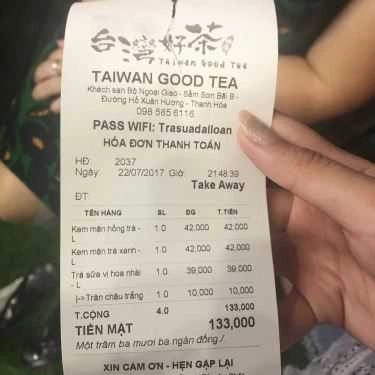 台灣好茶
TAIWAN GOOD TEA
TAIWAN GOOD TEA
Khách sạn Bộ Ngoại Giao - Sầm Sơn Bãi B -
Đường Hồ Xuân Hương - Thanh Hóa
098 585 6116
PASS WIFI: Trasuadailoan
HÓA ĐƠN THANH TOÁN
HĐ: 2037
Ngày: 22/07/2017 Giờ: 21:48:39
Take Away
ĐT:
TÊN HÀNG SL ĐG T.TIỀN
Kem mặn hồng trà - L 1.0 42,000 42,000
Kem mặn trà xanh - L 1.0 42,000 42,000
Trà sữa vị hoa nhài - L 1.0 39,000 39,000
|-> Trân châu trắng 1.0 10,000 10,000
T.CỘNG 4.0 133,000
TIỀN MẶT 133,000
Một trăm ba mươi ba ngàn đồng./.
XIN CẢM ƠN - HẸN GẶP LẠI